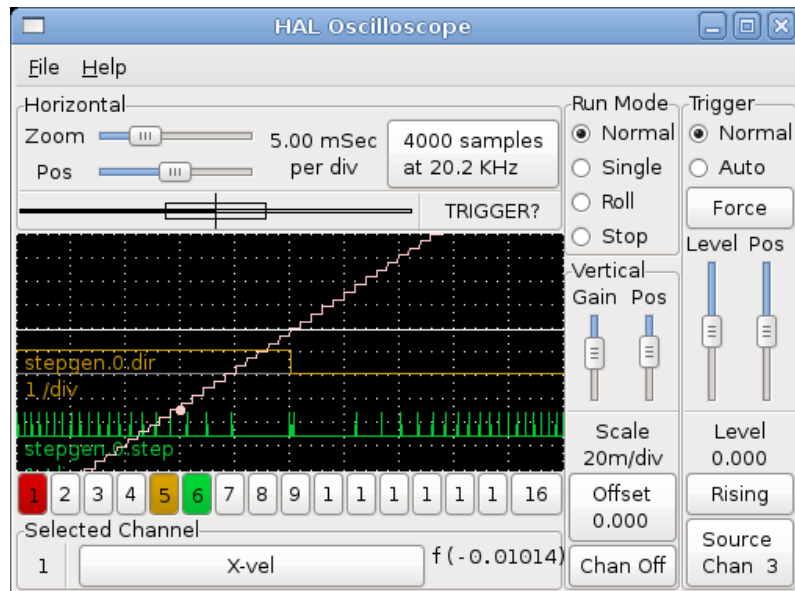 HAL Oscilloscope
File Help
Horizontal
Zoom
Pos
5.00 mSec
per div
4000 samples
at 20.2 KHz
TRIGGER?
Run Mode
Normal
Single
Roll
Stop
Trigger
Normal
Auto
Force
Level Pos
Vertical
Gain Pos
stepgen.0.dir
1 /div
stepgen.0.step
Scale
20m/div
Level
0.000
1 2 3 4 5 6 7 8 9 1 1 1 1 1 1 16
Offset
0.000
Rising
Selected Channel
1 X-vel f(-0.01014)
Chan Off
Source
Chan 3